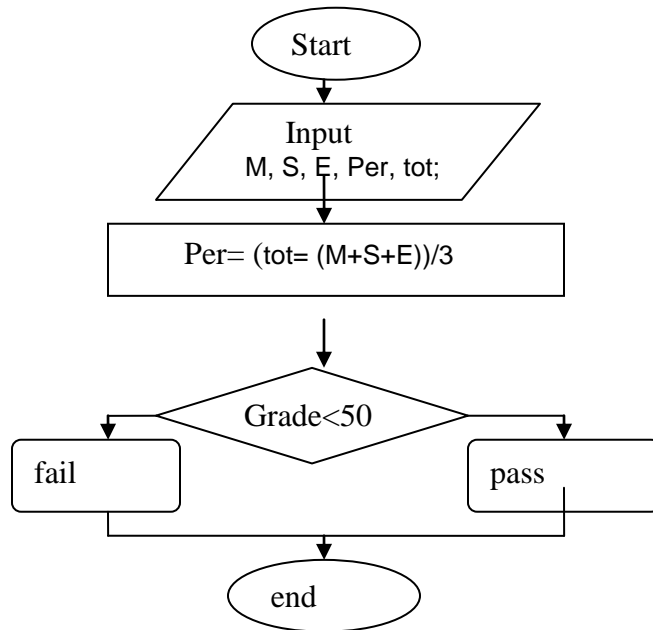 Start
Input
M, S, E, Per, tot;
Per= (tot= (M+S+E))/3
Grade<50
fail
pass
end